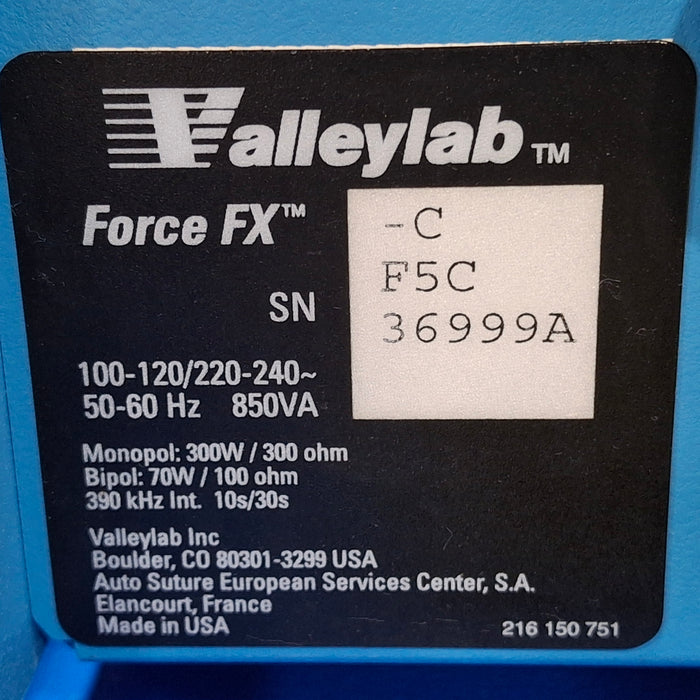 Valleylab™
Force FX™ -C
F5C
SN 36999A
100-120/220-240~
50-60 Hz 850VA
Monopol: 300W / 300 ohm
Bipol: 70W / 100 ohm
390 kHz Int. 10s/30s
Valleylab Inc
Boulder, CO 80301-3299 USA
Auto Suture European Services Center, S.A.
Elancourt, France
Made in USA 216 150 751